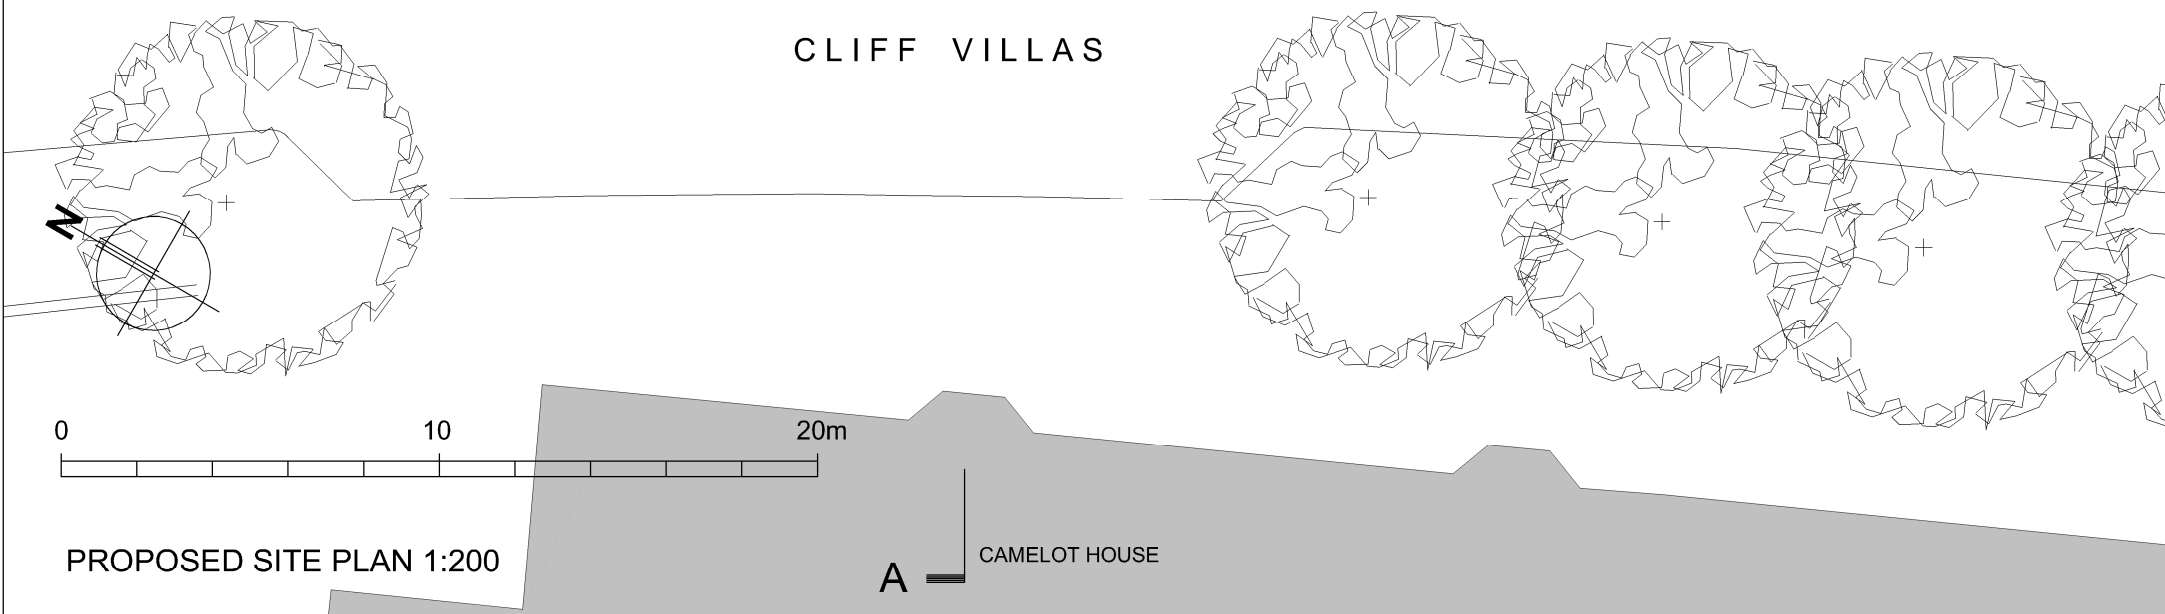 CLIFF VILLAS
N
0 10 20m
PROPOSED SITE PLAN 1:200
A
CAMELOT HOUSE